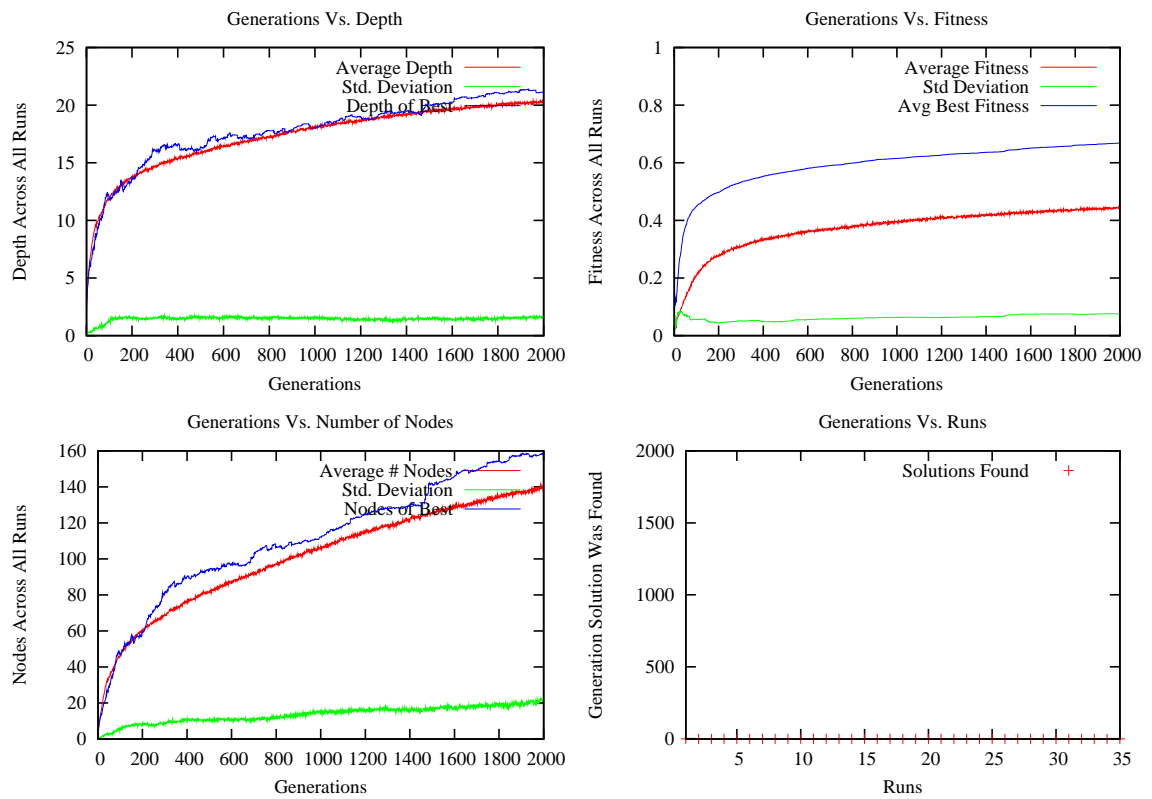 Generations Vs. Depth
Depth Across All Runs
25
20
15
10
5
0
Average Depth
Std. Deviation
Depth of Best
0 200 400 600 800 1000 1200 1400 1600 1800 2000
Generations
Generations Vs. Fitness
Fitness Across All Runs
1
0.8
0.6
0.4
0.2
0
Average Fitness
Std Deviation
Avg Best Fitness
0 200 400 600 800 1000 1200 1400 1600 1800 2000
Generations
Generations Vs. Number of Nodes
Nodes Across All Runs
160
140
120
100
80
60
40
20
0
Average # Nodes
Std. Deviation
Nodes of Best
0 200 400 600 800 1000 1200 1400 1600 1800 2000
Generations
Generations Vs. Runs
Generation Solution Was Found
2000
1500
1000
500
0
Solutions Found
5 10 15 20 25 30 35
Runs